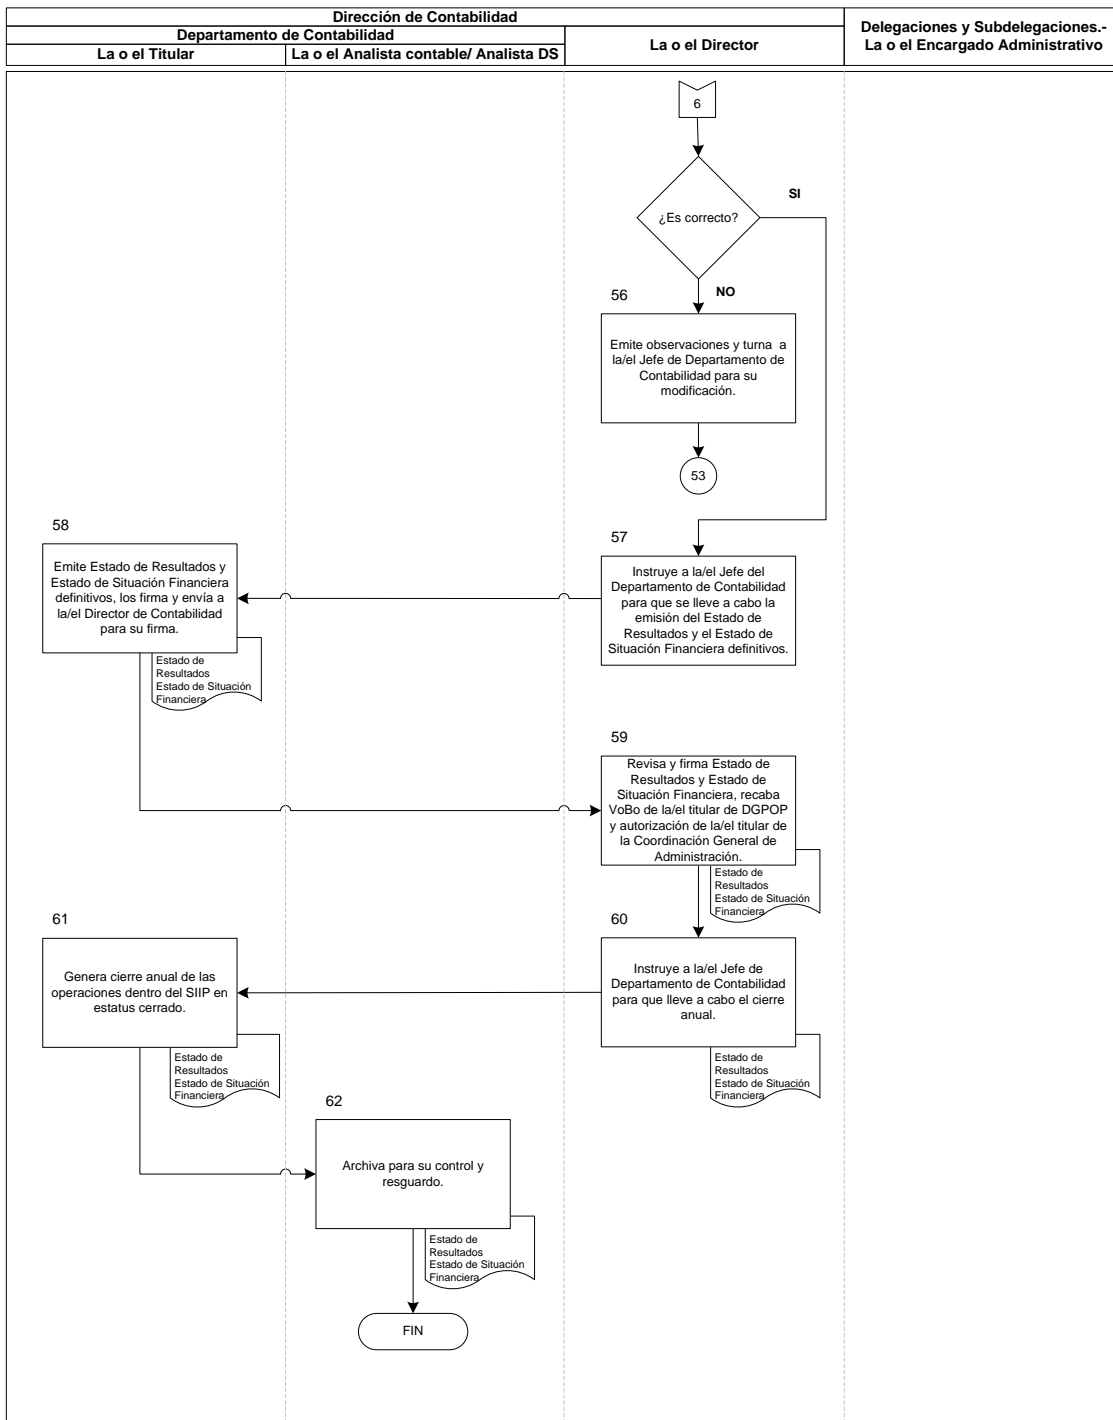 Dirección de Contabilidad
Departamento de Contabilidad
La o el Titular
La o el Analista contable/ Analista DS
La o el Director
Delegaciones y Subdelegaciones.-
La o el Encargado Administrativo
6
¿Es correcto?
SI
NO
56
Emite observaciones y turna a
la/el Jefe de Departamento de
Contabilidad para su
modificación.
53
57
Instruye a la/el Jefe del
Departamento de Contabilidad
para que se lleve a cabo la
emisión del Estado de
Resultados y el Estado de
Situación Financiera definitivos.
58
Emite Estado de Resultados y
Estado de Situación Financiera
definitivos, los firma y envía a
la/el Director de Contabilidad
para su firma.
Estado de
Resultados
Estado de Situación
Financiera
59
Revisa y firma Estado de
Resultados y Estado de
Situación Financiera, recaba
VoBo de la/el titular de DGPOP
y autorización de la/el titular de
la Coordinación General de
Administración.
Estado de
Resultados
Estado de Situación
Financiera
60
Instruye a la/el Jefe de
Departamento de Contabilidad
para que lleve a cabo el cierre
anual.
Estado de
Resultados
Estado de Situación
Financiera
61
Genera cierre anual de las
operaciones dentro del SIIP en
estatus cerrado.
Estado de
Resultados
Estado de Situación
Financiera
62
Archiva para su control y
resguardo.
Estado de
Resultados
Estado de Situación
Financiera
FIN